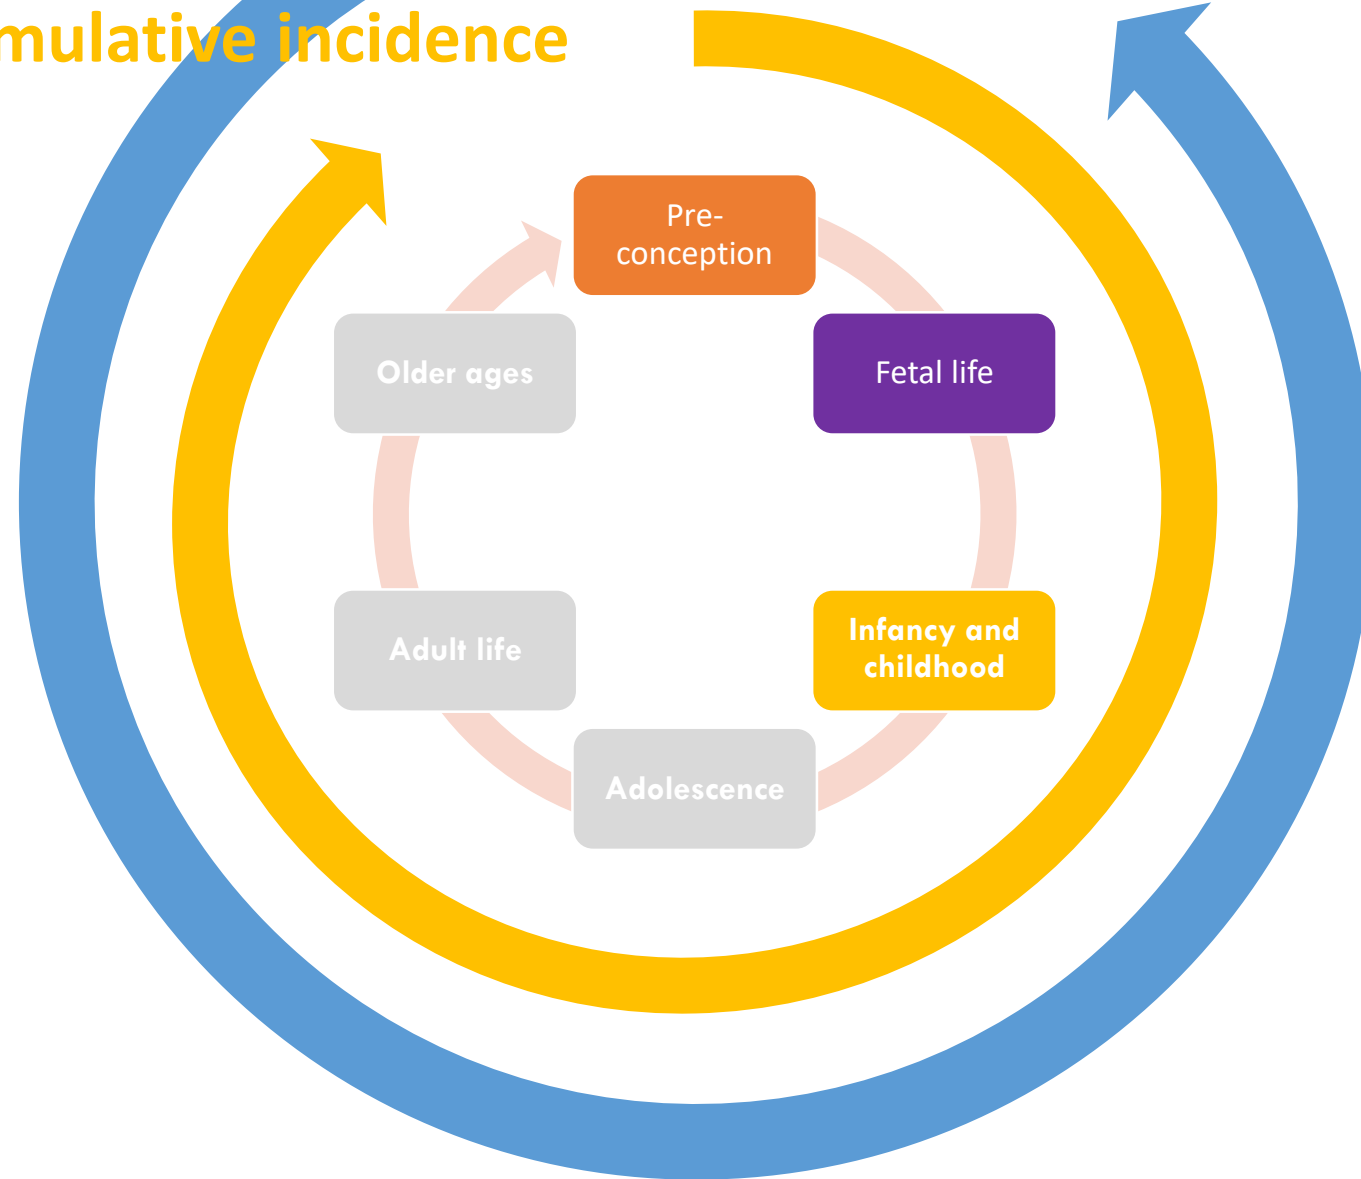 mulative incidence
Pre-
conception
Fetal life
Infancy and
childhood
Adolescence
Adult life
Older ages